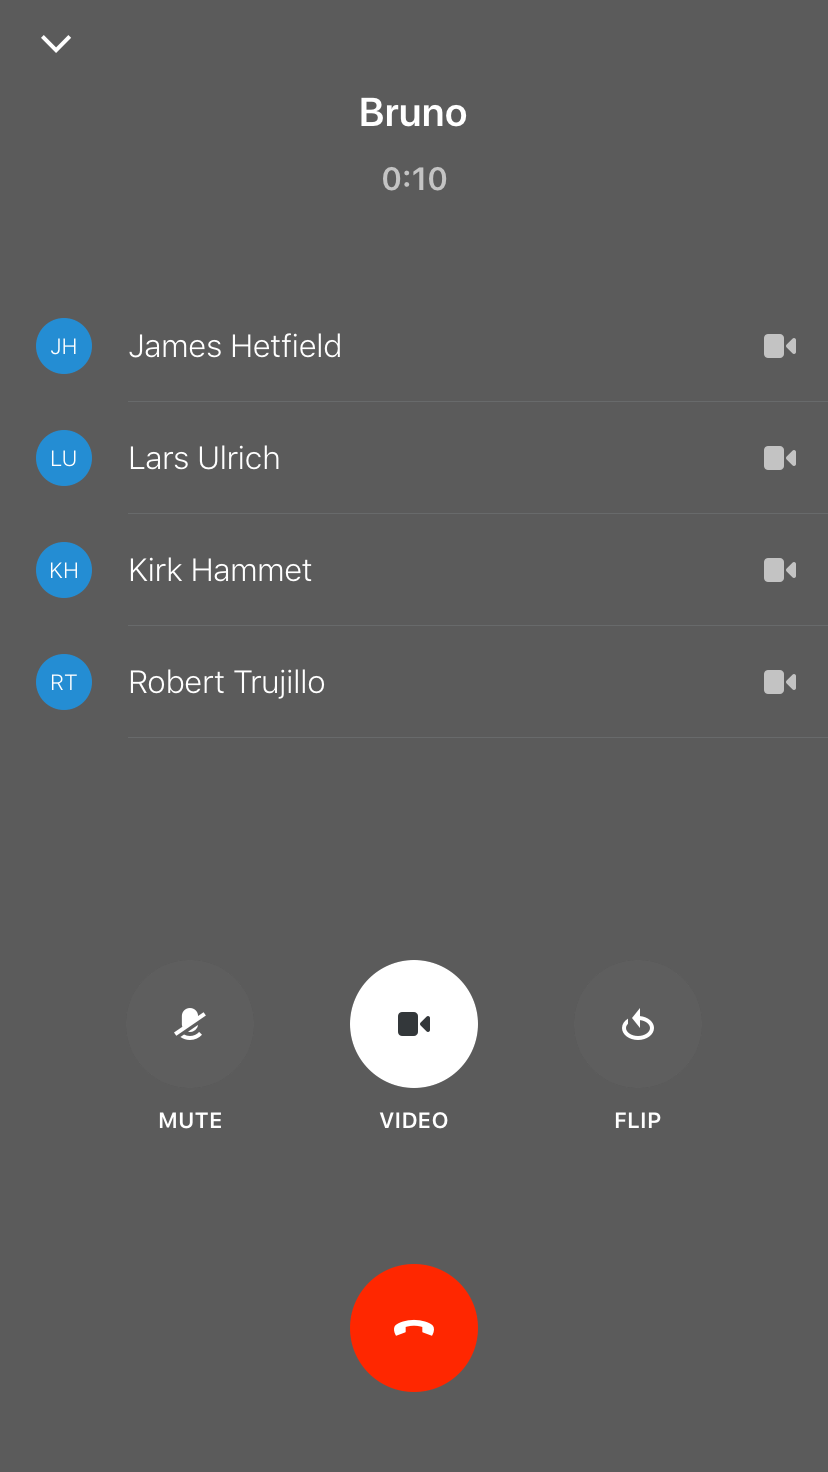 Bruno
0:10
JH James Hetfield
LU Lars Ulrich
KH Kirk Hammet
RT Robert Trujillo
MUTE VIDEO FLIP